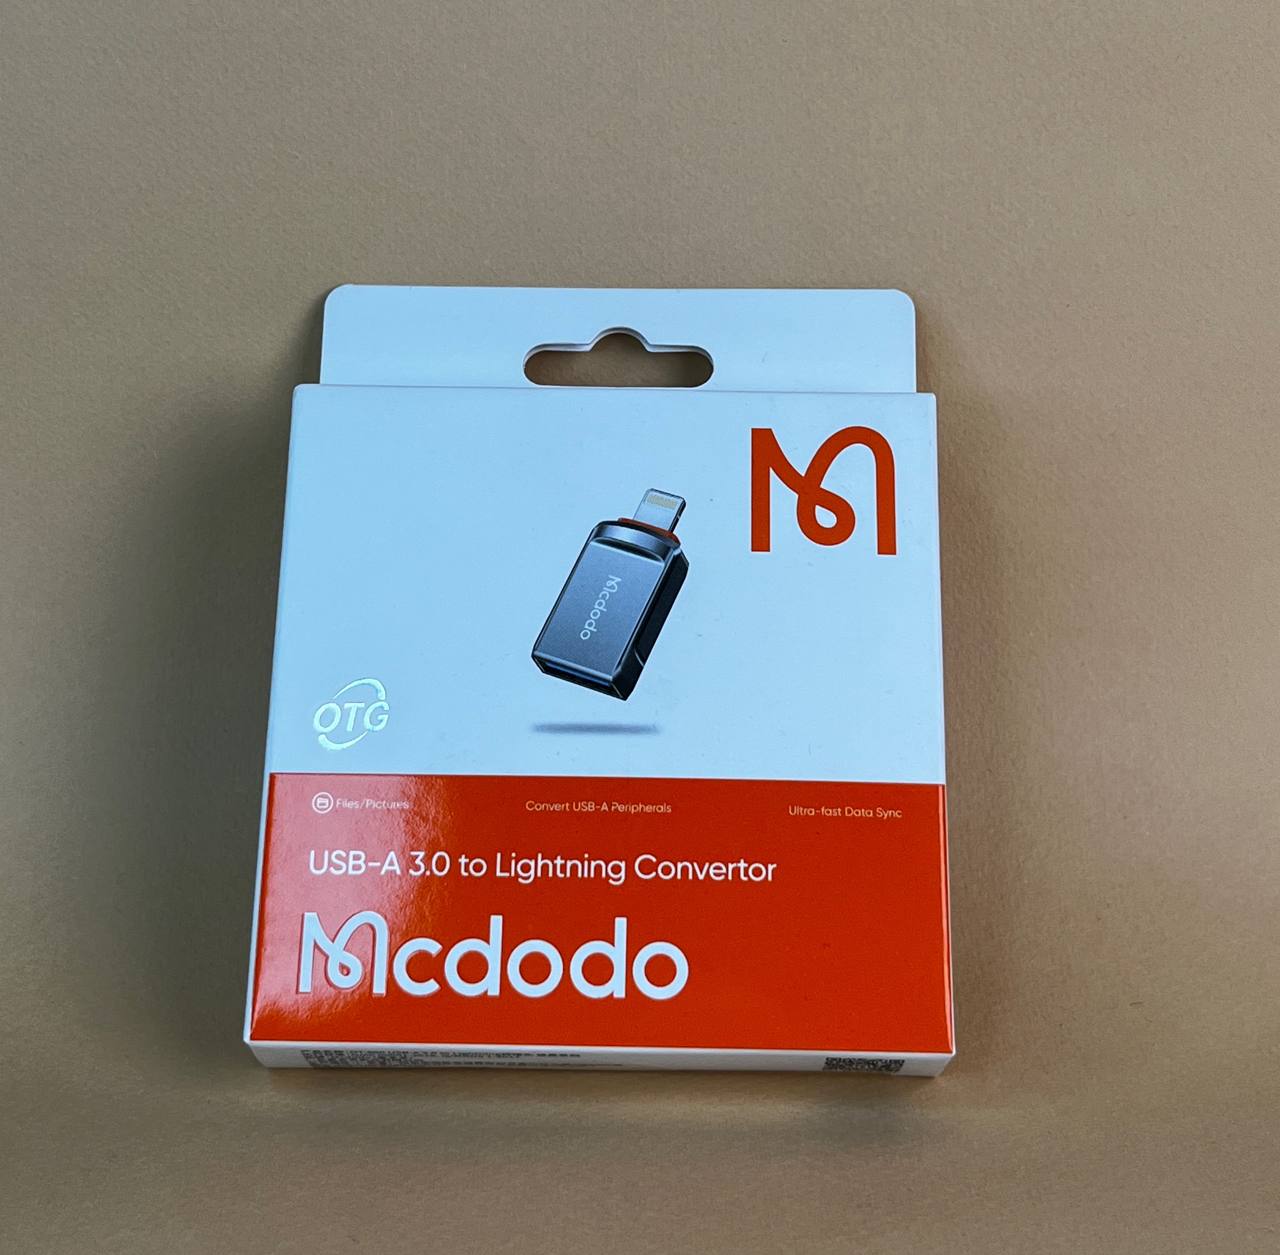 Mcdodo
OTG
Files/Pictures
Convert USB-A Peripherals
Ultra-fast Data Sync
USB-A 3.0 to Lightning Convertor
Mcdodo